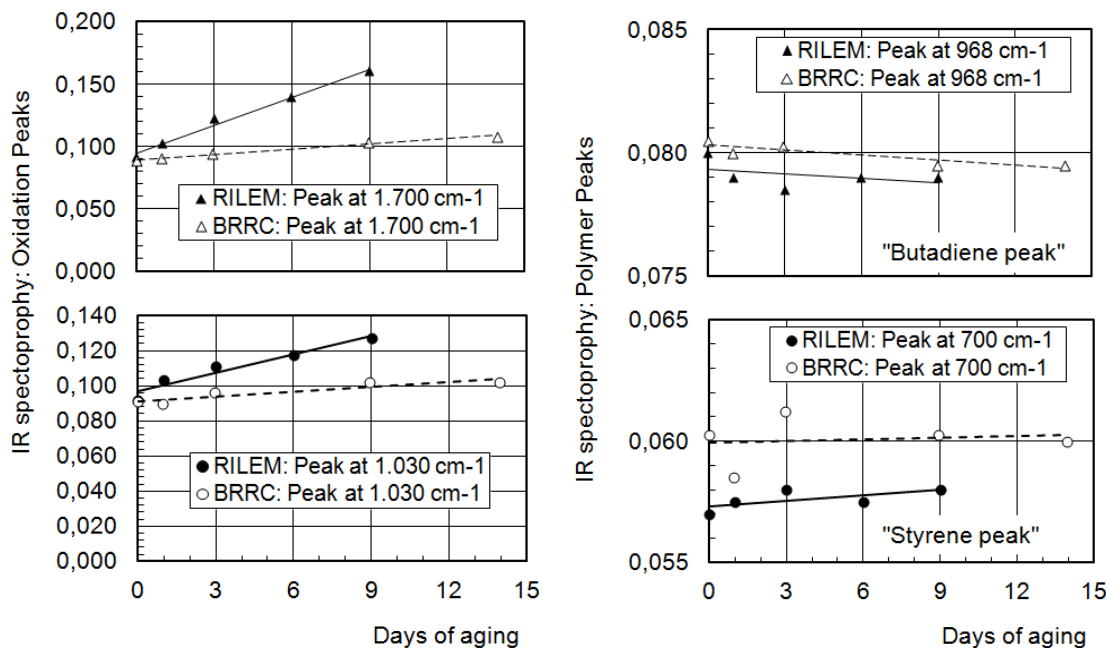 IR spectoprophy: Oxidation Peaks
0,200
0,150
0,100
0,050
0,000
RILEM: Peak at 1.700 cm-1
BRRC: Peak at 1.700 cm-1
0,140
0,120
0,100
0,080
0,060
0,040
0,020
0,000
RILEM: Peak at 1.030 cm-1
BRRC: Peak at 1.030 cm-1
0 3 6 9 12 15
Days of aging
IR spectoprophy: Polymer Peaks
0,085
0,080
0,075
RILEM: Peak at 968 cm-1
BRRC: Peak at 968 cm-1
"Butadiene peak"
0,065
0,060
0,055
RILEM: Peak at 700 cm-1
BRRC: Peak at 700 cm-1
"Styrene peak"
0 3 6 9 12 15
Days of aging